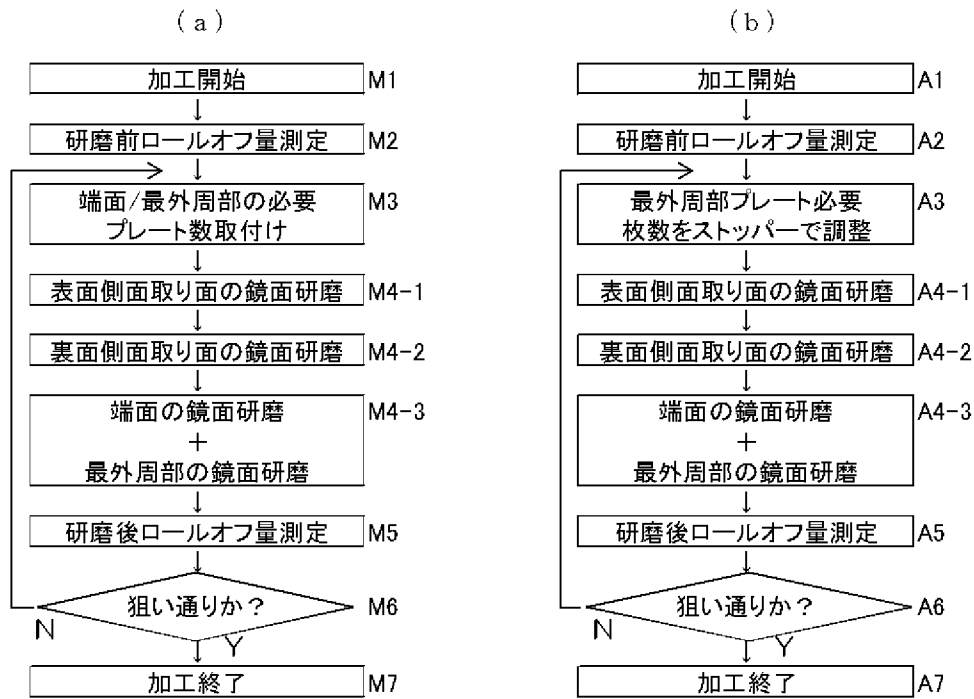 (a)
加工開始 M1
研磨前ロールオフ量測定 M2
端面/最外周部の必要 M3
プレート数取付け
表面側面取り面の鏡面研磨 M4-1
裏面側面取り面の鏡面研磨 M4-2
端面の鏡面研磨 M4-3
+
最外周部の鏡面研磨
研磨後ロールオフ量測定 M5
狙い通りか? M6
N
Y
加工終了 M7
(b)
加工開始 A1
研磨前ロールオフ量測定 A2
最外周部プレート必要 A3
枚数をストッパーで調整
表面側面取り面の鏡面研磨 A4-1
裏面側面取り面の鏡面研磨 A4-2
端面の鏡面研磨 A4-3
+
最外周部の鏡面研磨
研磨後ロールオフ量測定 A5
狙い通りか? A6
N
Y
加工終了 A7